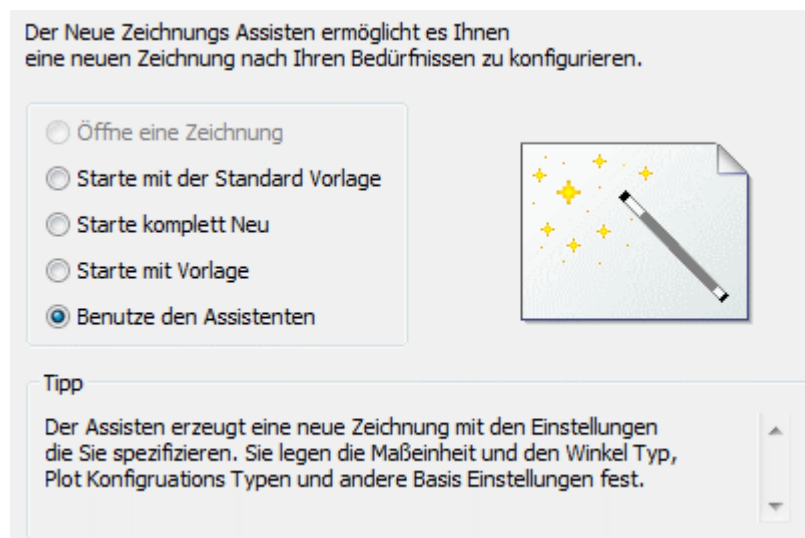 Der Neue Zeichnungs Assisten ermöglicht es Ihnen
eine neuen Zeichnung nach Ihren Bedürfnissen zu konfigurieren.
Öffne eine Zeichnung
Starte mit der Standard Vorlage
Starte komplett Neu
Starte mit Vorlage
Benutze den Assistenten
Tipp
Der Assisten erzeugt eine neue Zeichnung mit den Einstellungen
die Sie spezifizieren. Sie legen die Maßeinheit und den Winkel Typ,
Plot Konfigruations Typen und andere Basis Einstellungen fest.